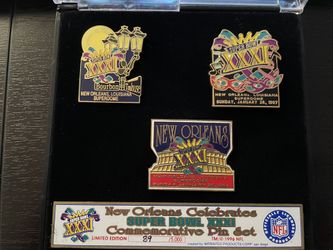 XXXI
Bourbon
NEW ORLEANS, LOUISIANA
SUPERDOME
SUPER BOWL
XXXI
NEW ORLEANS, LOUISIANA
SUPERDOME
SUNDAY, JANUARY 26, 1997
NEW ORLEANS
XXXI
New Orleans Celebrates
SUPER BOWL XXXI
Commemorative Pin Set
LIMITED EDITION
89
/5,000
TM/© 1996 NFL
NFL